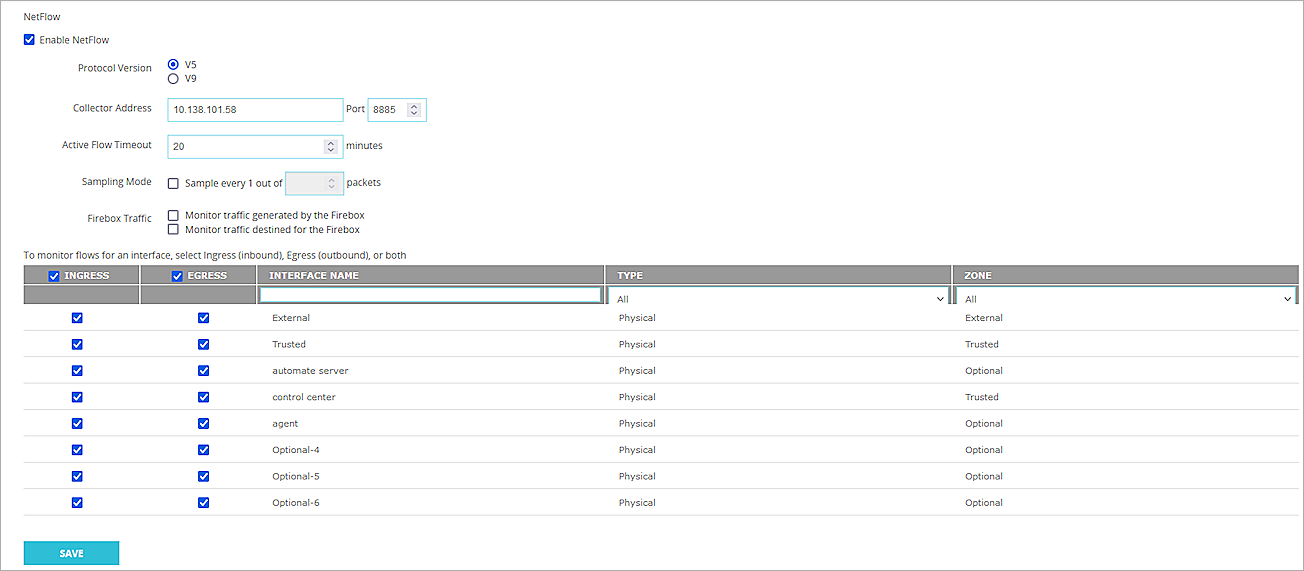 NetFlow
Enable NetFlow
Protocol Version V5
V9
Collector Address 10.138.101.58 Port 8885
Active Flow Timeout 20 minutes
Sampling Mode Sample every 1 out of packets
Firebox Traffic Monitor traffic generated by the Firebox
Monitor traffic destined for the Firebox
To monitor flows for an interface, select Ingress (inbound), Egress (outbound), or both
INGRESS EGRESS INTERFACE NAME TYPE ZONE
All All
External Physical External
Trusted Physical Trusted
automate server Physical Optional
control center Physical Trusted
agent Physical Optional
Optional-4 Physical Optional
Optional-5 Physical Optional
Optional-6 Physical Optional
SAVE